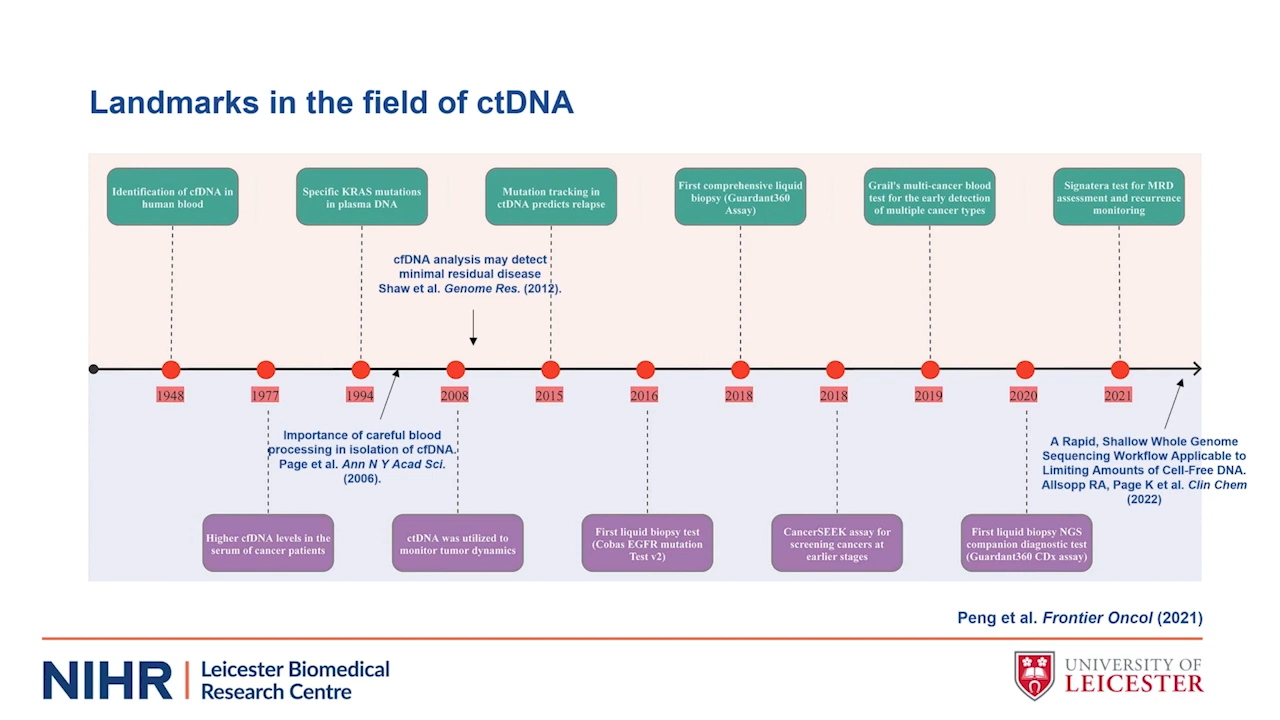 Landmarks in the field of ctDNA
Identification of cfDNA in
human blood
Specific KRAS mutations
in plasma DNA
Mutation tracking in
ctDNA predicts relapse
First comprehensive liquid
biopsy (Guardant360
Assay)
Grail's multi-cancer blood
test for the early detection
of multiple cancer types
Signatera test for MRD
assessment and recurrence
monitoring
cfDNA analysis may detect
minimal residual disease
Shaw et al. Genome Res. (2012).
1948
1977
1994
2008
2015
2016
2018
2018
2019
2020
2021
Importance of careful blood
processing in isolation of cfDNA.
Page et al. Ann N Y Acad Sci.
(2006).
A Rapid, Shallow Whole Genome
Sequencing Workflow Applicable to
Limiting Amounts of Cell-Free DNA.
Allsopp RA, Page K et al. Clin Chem
(2022)
Higher cfDNA levels in the
serum of cancer patients
ctDNA was utilized to
monitor tumor dynamics
First liquid biopsy test
(Cobas EGFR mutation
Test v2)
CancerSEEK assay for
screening cancers at
earlier stages
First liquid biopsy NGS
companion diagnostic test
(Guardant360 CDx assay)
Peng et al. Frontier Oncol (2021)
NIHR
Leicester Biomedical
Research Centre
UNIVERSITY OF
LEICESTER